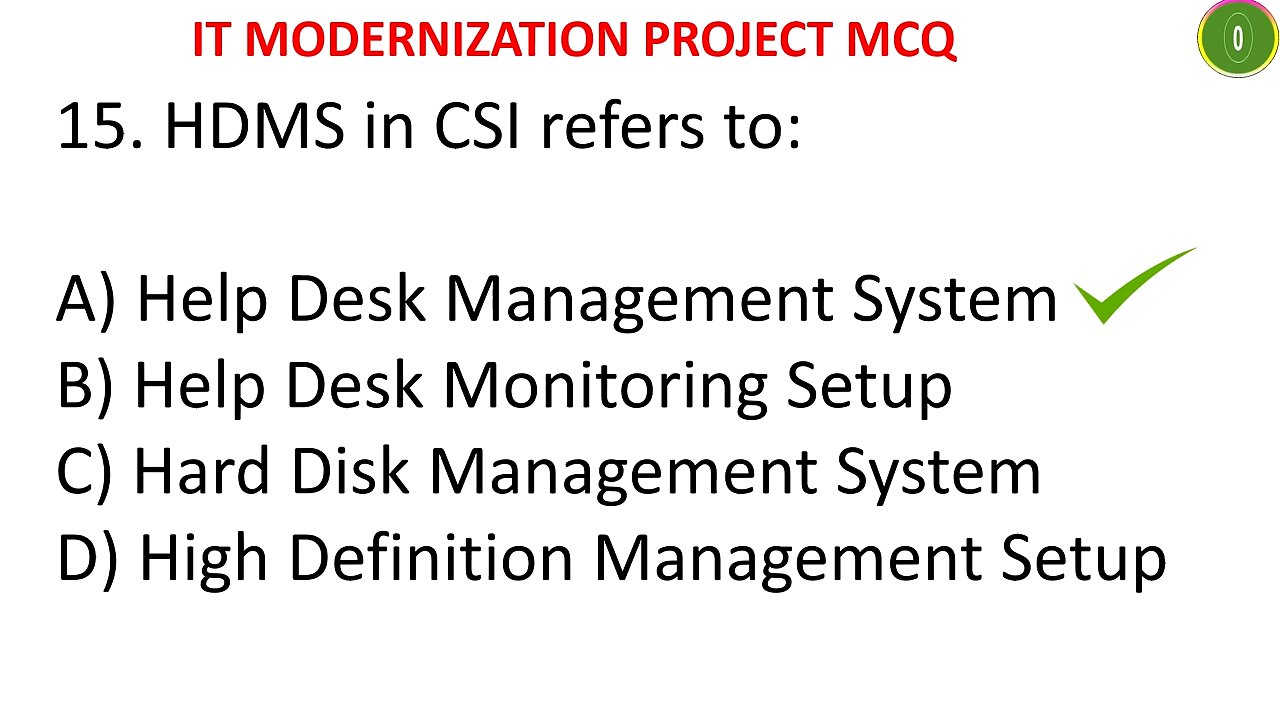 IT MODERNIZATION PROJECT MCQ
0
15. HDMS in CSI refers to:
A) Help Desk Management System
B) Help Desk Monitoring Setup
C) Hard Disk Management System
D) High Definition Management Setup